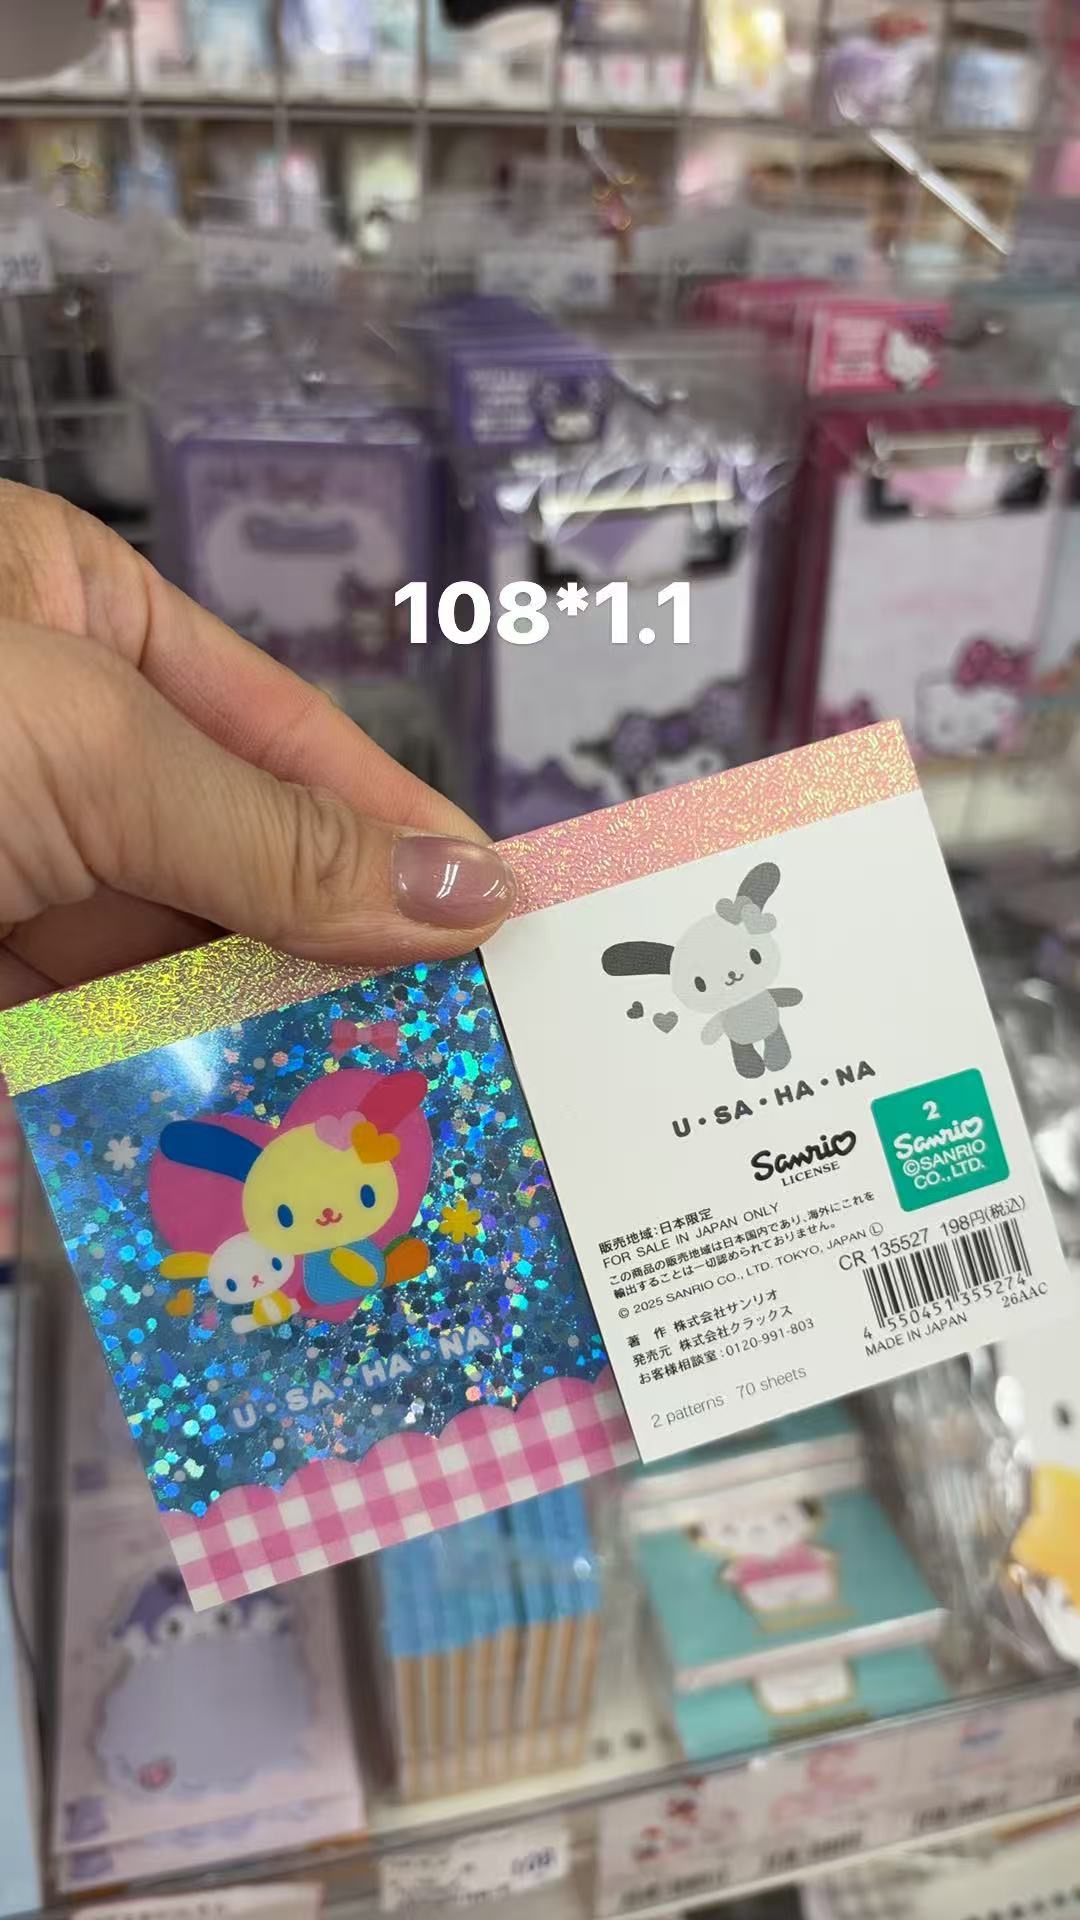 108*1.1
U・SA・HA・NA
U・SA・HA・NA
Sanrio
LICENSE
2
Sanrio
©SANRIO
CO.,LTD.
販売地域:日本限定
FOR SALE IN JAPAN ONLY
この商品の販売地域は日本国内であり、海外にこれを
輸出することは一切認められておりません。
© 2025 SANRIO CO., LTD. TOKYO, JAPAN Ⓛ
著 作 株式会社サンリオ
発売元 株式会社クラックス
お客様相談室:0120-991-803
2 patterns 70 sheets
CR 135527 198円(税込)
4 550451 355274
26AAC
MADE IN JAPAN